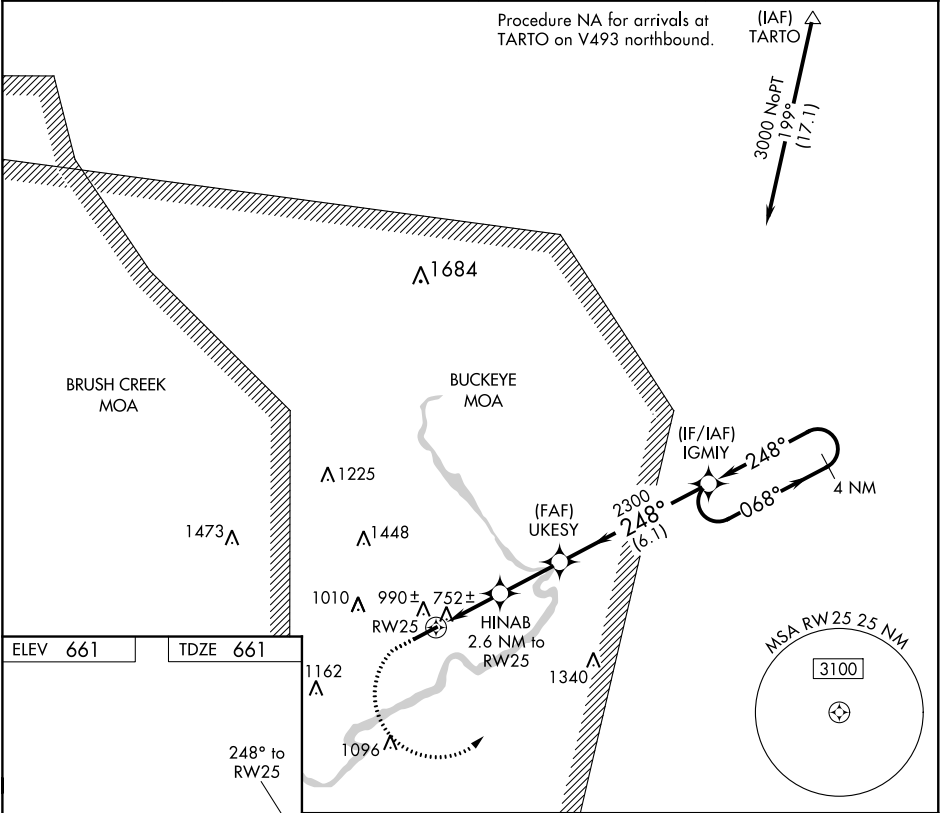 Procedure NA for arrivals at
TARTO on V493 northbound.
(IAF)
TARTO
3000 NoPT
199°
(17.1)
1684
BRUSH CREEK
MOA
BUCKEYE
MOA
(IF/IAF)
IGMIY
248°
068°
4 NM
1225
2300
248°
(6.1)
(FAF)
UKESY
1473
1448
1010
990±
752±
RW25
HINAB
2.6 NM to
RW25
ELEV 661
TDZE 661
1162
1340
1096
248° to
RW25
MSA RW25 25 NM
3100